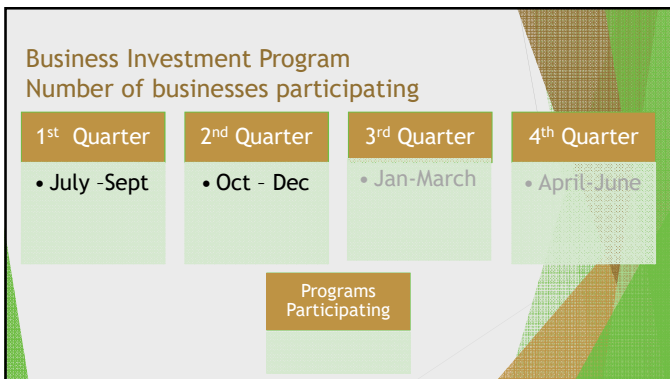 Business Investment Program
Number of businesses participating
1st Quarter
• July -Sept
2nd Quarter
• Oct - Dec
3rd Quarter
• Jan-March
4th Quarter
• April-June
Programs
Participating